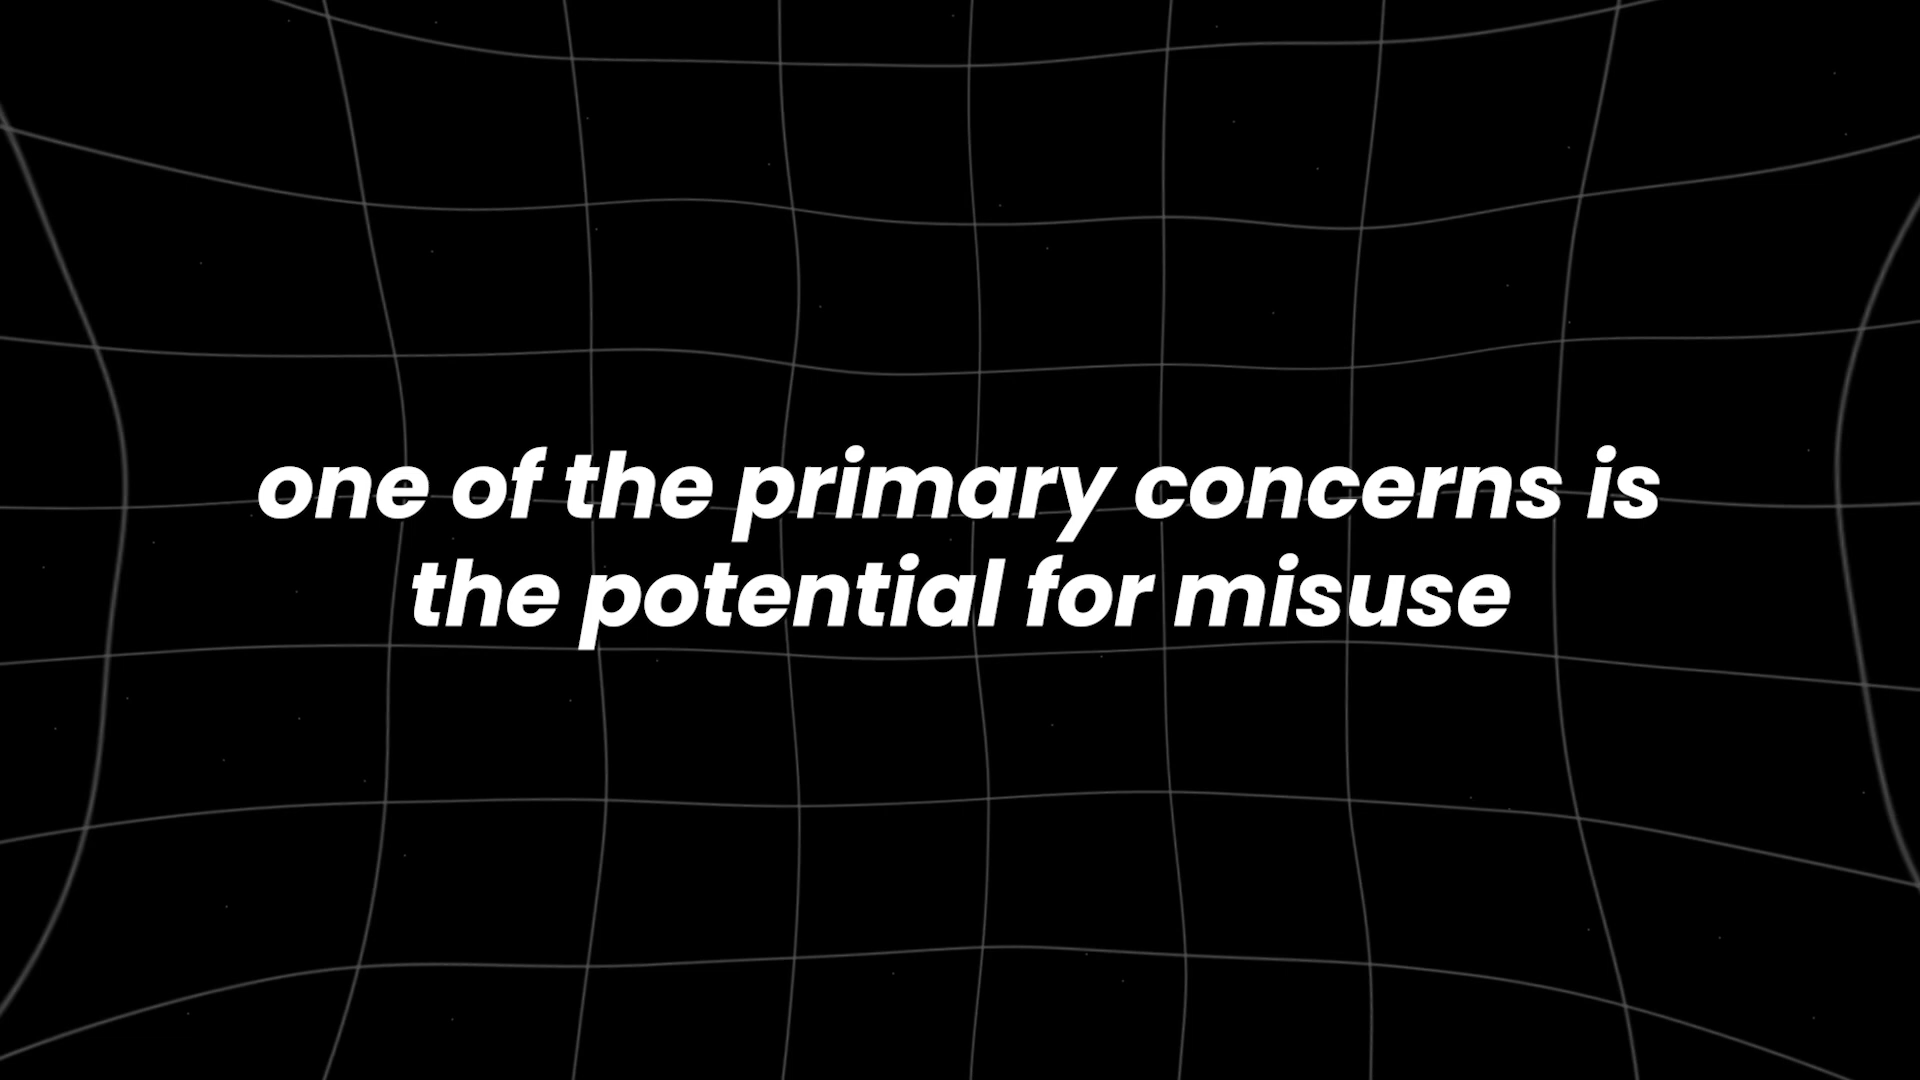 one of the primary concerns is
the potential for misuse